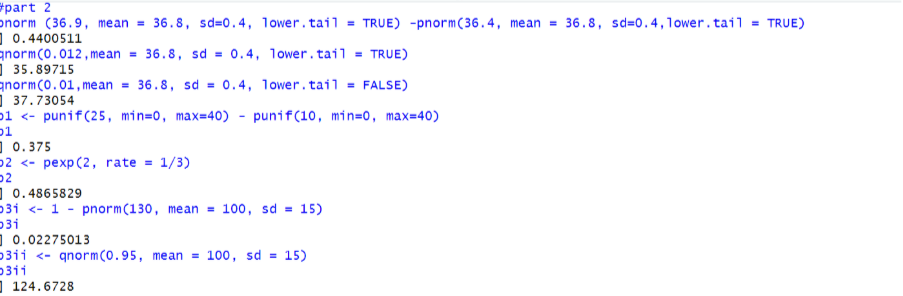 #part 2
pnorm (36.9, mean = 36.8, sd=0.4, lower.tail = TRUE) -pnorm(36.4, mean = 36.8, sd=0.4,lower.tail = TRUE)
] 0.4400511
qnorm(0.012,mean = 36.8, sd = 0.4, lower.tail = TRUE)
] 35.89715
qnorm(0.01,mean = 36.8, sd = 0.4, lower.tail = FALSE)
] 37.73054
p1 <- punif(25, min=0, max=40) - punif(10, min=0, max=40)
p1
] 0.375
p2 <- pexp(2, rate = 1/3)
p2
] 0.4865829
p3i <- 1 - pnorm(130, mean = 100, sd = 15)
p3i
] 0.02275013
p3ii <- qnorm(0.95, mean = 100, sd = 15)
p3ii
] 124.6728